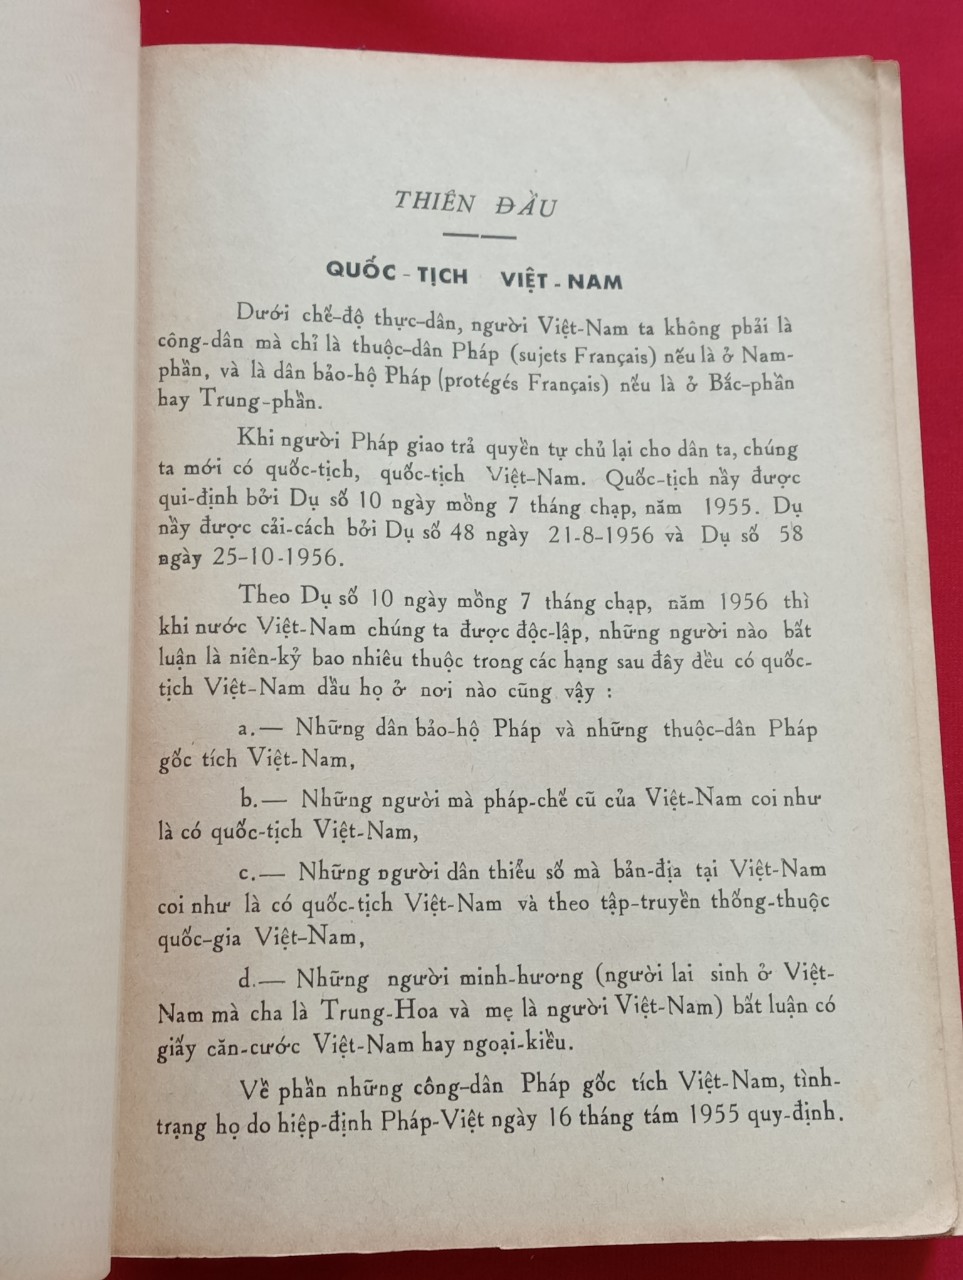 THIÊN ĐẦU
QUỐC - TỊCH VIỆT - NAM
Dưới chế-độ thực-dân, người Việt-Nam ta không phải là
công-dân mà chỉ là thuộc-dân Pháp (sujets Français) nếu là ở Nam-
phần, và là dân bảo-hộ Pháp (protégés Français) nếu là ở Bắc-phần
hay Trung-phần.
Khi người Pháp giao trả quyền tự chủ lại cho dân ta, chúng
ta mới có quốc-tịch, quốc-tịch Việt-Nam. Quốc-tịch nầy được
qui-định bởi Dụ số 10 ngày mồng 7 tháng chạp, năm 1955. Dụ
nầy được cải-cách bởi Dụ số 48 ngày 21-8-1956 và Dụ số 58
ngày 25-10-1956.
Theo Dụ số 10 ngày mồng 7 tháng chạp, năm 1956 thì
khi nước Việt-Nam chúng ta được độc-lập, những người nào bất
luận là niên-kỷ bao nhiêu thuộc trong các hạng sau đây đều có quốc-
tịch Việt-Nam dầu họ ở nơi nào cũng vậy :
a.— Những dân bảo-hộ Pháp và những thuộc-dân Pháp
gốc tích Việt-Nam,
b.— Những người mà pháp-chế cũ của Việt-Nam coi như
là có quốc-tịch Việt-Nam,
c.— Những người dân thiểu số mà bản-địa tại Việt-Nam
coi như là có quốc-tịch Việt-Nam và theo tập-truyền thống-thuộc
quốc-gia Việt-Nam,
d.— Những người minh-hương (người lai sinh ở Việt-
Nam mà cha là Trung-Hoa và mẹ là người Việt-Nam) bất luận có
giấy căn-cước Việt-Nam hay ngoại-kiều.
Về phần những công-dân Pháp gốc tích Việt-Nam, tình-
trạng họ do hiệp-định Pháp-Việt ngày 16 tháng tám 1955 quy-định.